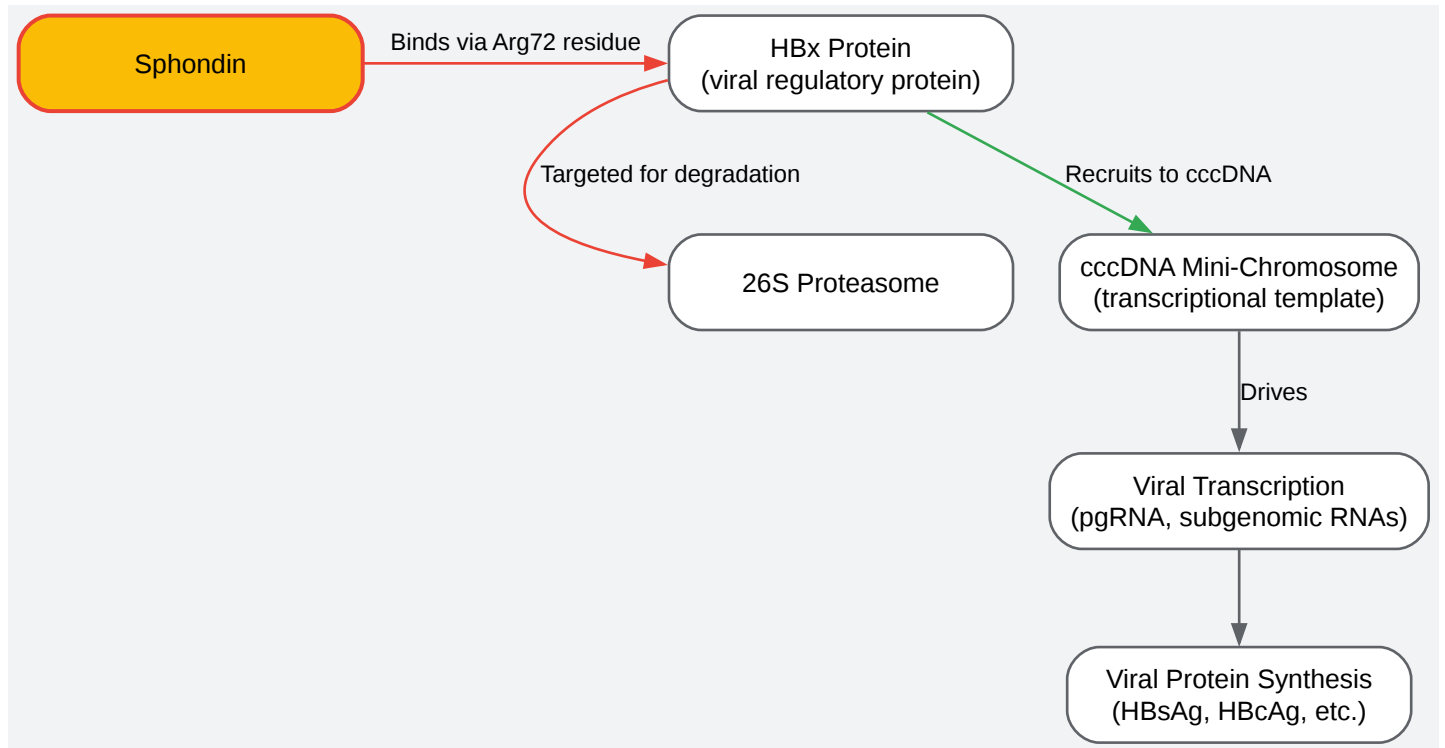 Sphondin
Binds via Arg72 residue
HBx Protein
(viral regulatory protein)
Targeted for degradation
Recruits to cccDNA
26S Proteasome
cccDNA Mini-Chromosome
(transcriptional template)
Drives
Viral Transcription
(pgRNA, subgenomic RNAs)
Viral Protein Synthesis
(HBsAg, HBcAg, etc.)